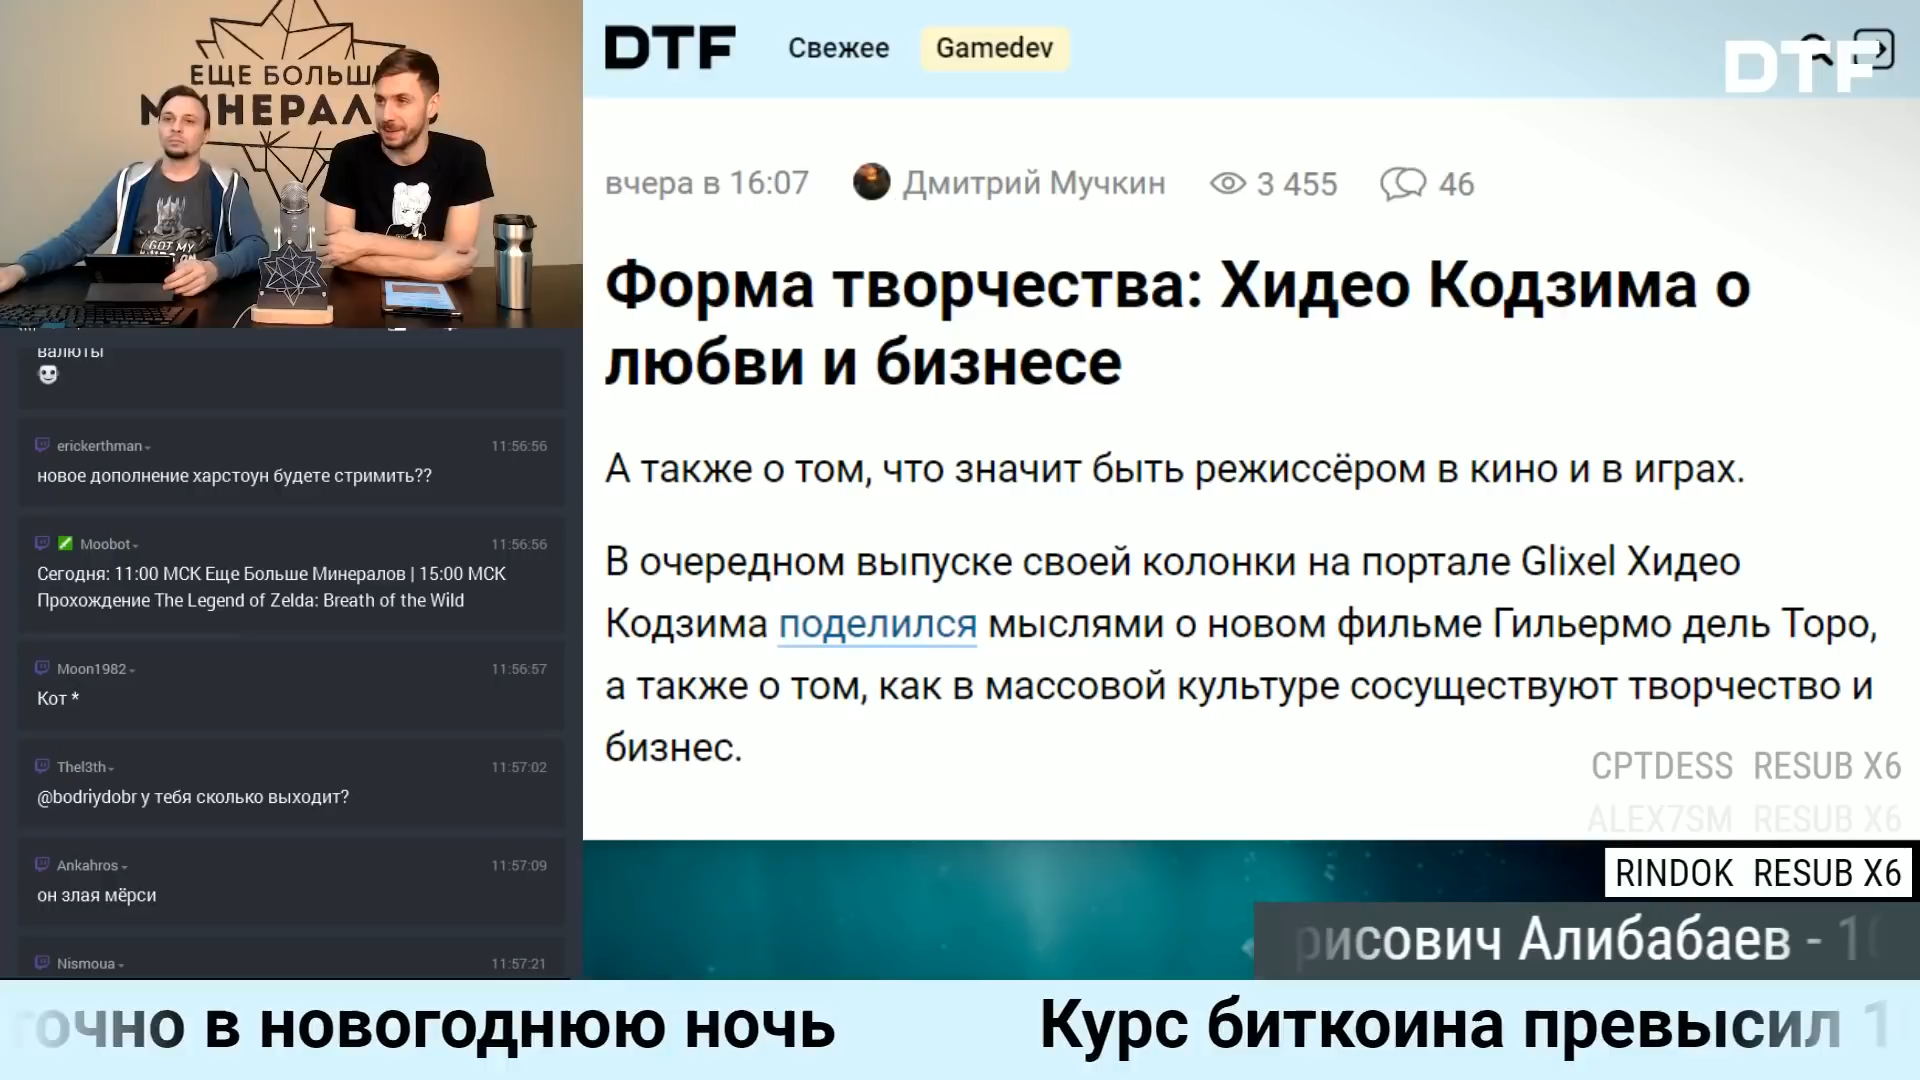 ЕЩЕ БОЛЬШ
МИНЕРАЛ
GOT MY
валюты
erickerthman
11:56:56
новое дополнение харстоун будете стримить??
Moobot
11:56:56
Сегодня: 11:00 МСК Еще Больше Минералов | 15:00 МСК
Прохождение The Legend of Zelda: Breath of the Wild
Moon1982
11:56:57
Кот *
Thel3th
11:57:02
@bodriydobr у тебя сколько выходит?
Ankahros
11:57:09
он злая мёрси
Nismoua
11:57:21
DTF Свежее Gamedev
DTF
вчера в 16:07 Дмитрий Мучкин 3 455 46
Форма творчества: Хидео Кодзима о
любви и бизнесе
А также о том, что значит быть режиссёром в кино и в играх.
В очередном выпуске своей колонки на портале Glixel Хидео
Кодзима поделился мыслями о новом фильме Гильермо дель Торо,
а также о том, как в массовой культуре сосуществуют творчество и
бизнес.
CPTDESS RESUB X6
ALEX7SM RESUB X6
RINDOK RESUB X6
рисович Алибабаев - 1
точно в новогоднюю ночь
Курс биткоина превысил 1